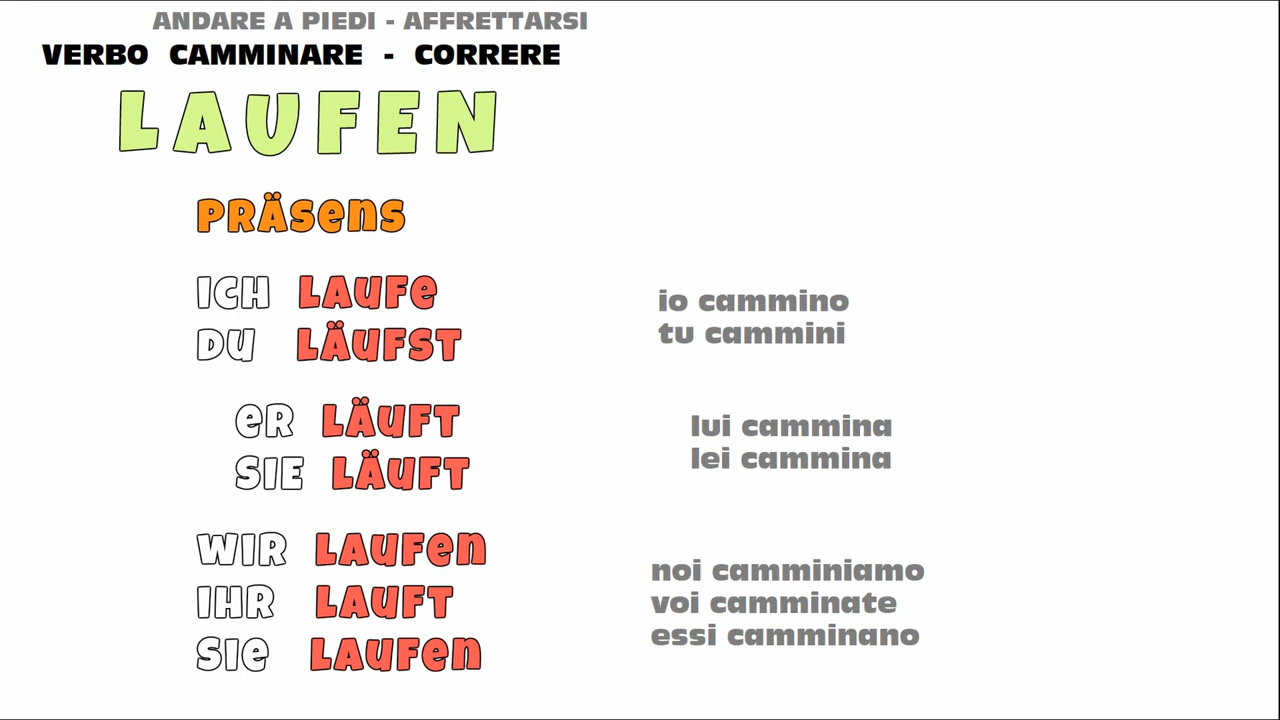 ANDARE A PIEDI - AFFRETTARSI
VERBO CAMMINARE - CORRERE
LAUFEN
PRÄSENS
ICH LAUFE
DU LÄUFST
ER LÄUFT
SIE LÄUFT
WIR LAUFEN
IHR LAUFT
SIE LAUFEN
io cammino
tu cammini
lui cammina
lei cammina
noi camminiamo
voi camminate
essi camminano